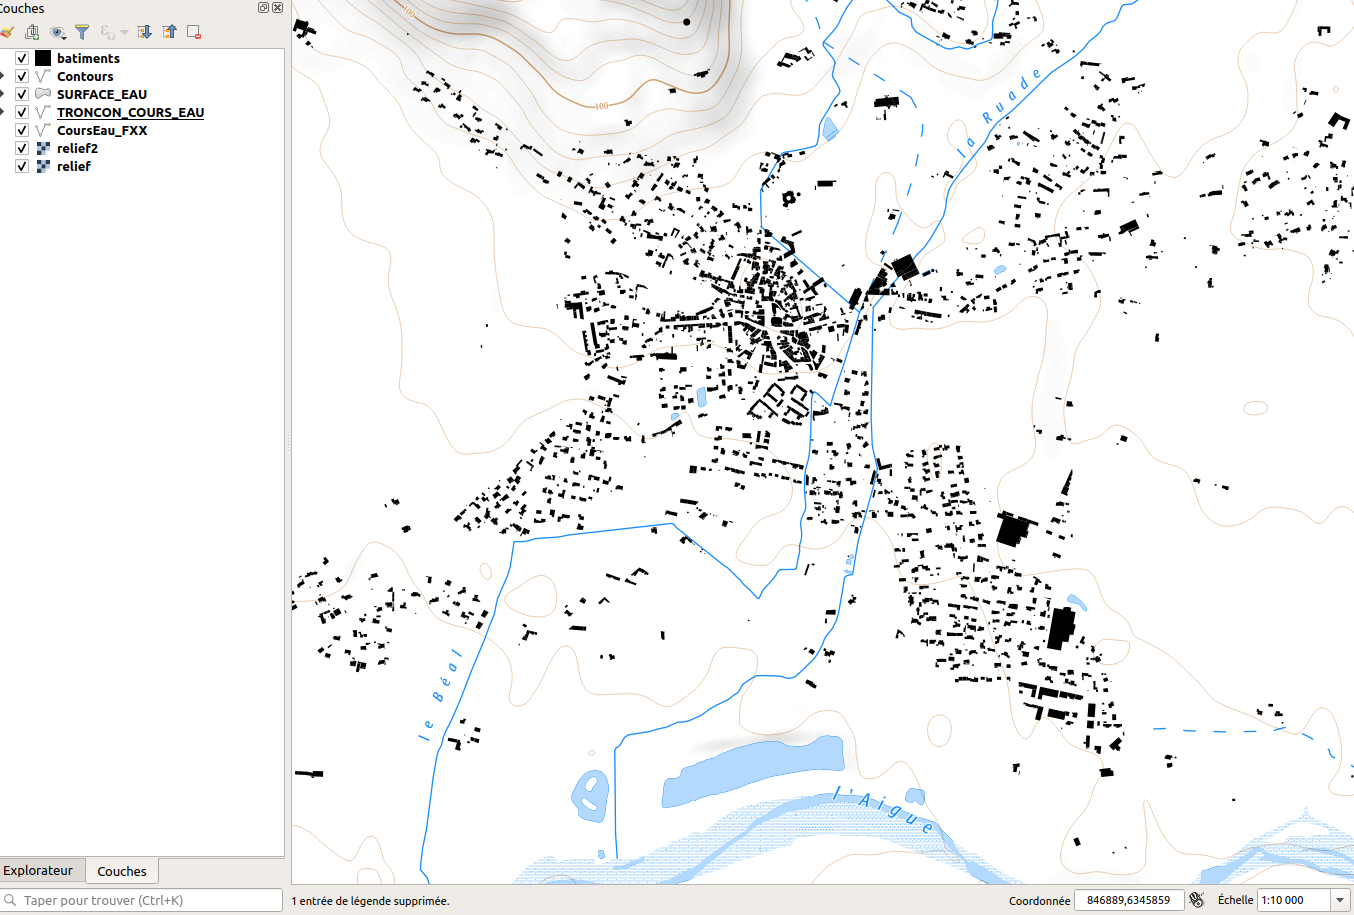 Couches
batiments
Contours
SURFACE_EAU
TRONCON_COURS_EAU
CoursEau_FXX
relief2
relief
100
100
la Ruade
le Béal
l'Aigue
Explorateur
Couches
Taper pour trouver (Ctrl+K)
1 entrée de légende supprimée.
Coordonnée
846889,6345859
Échelle
1:10 000